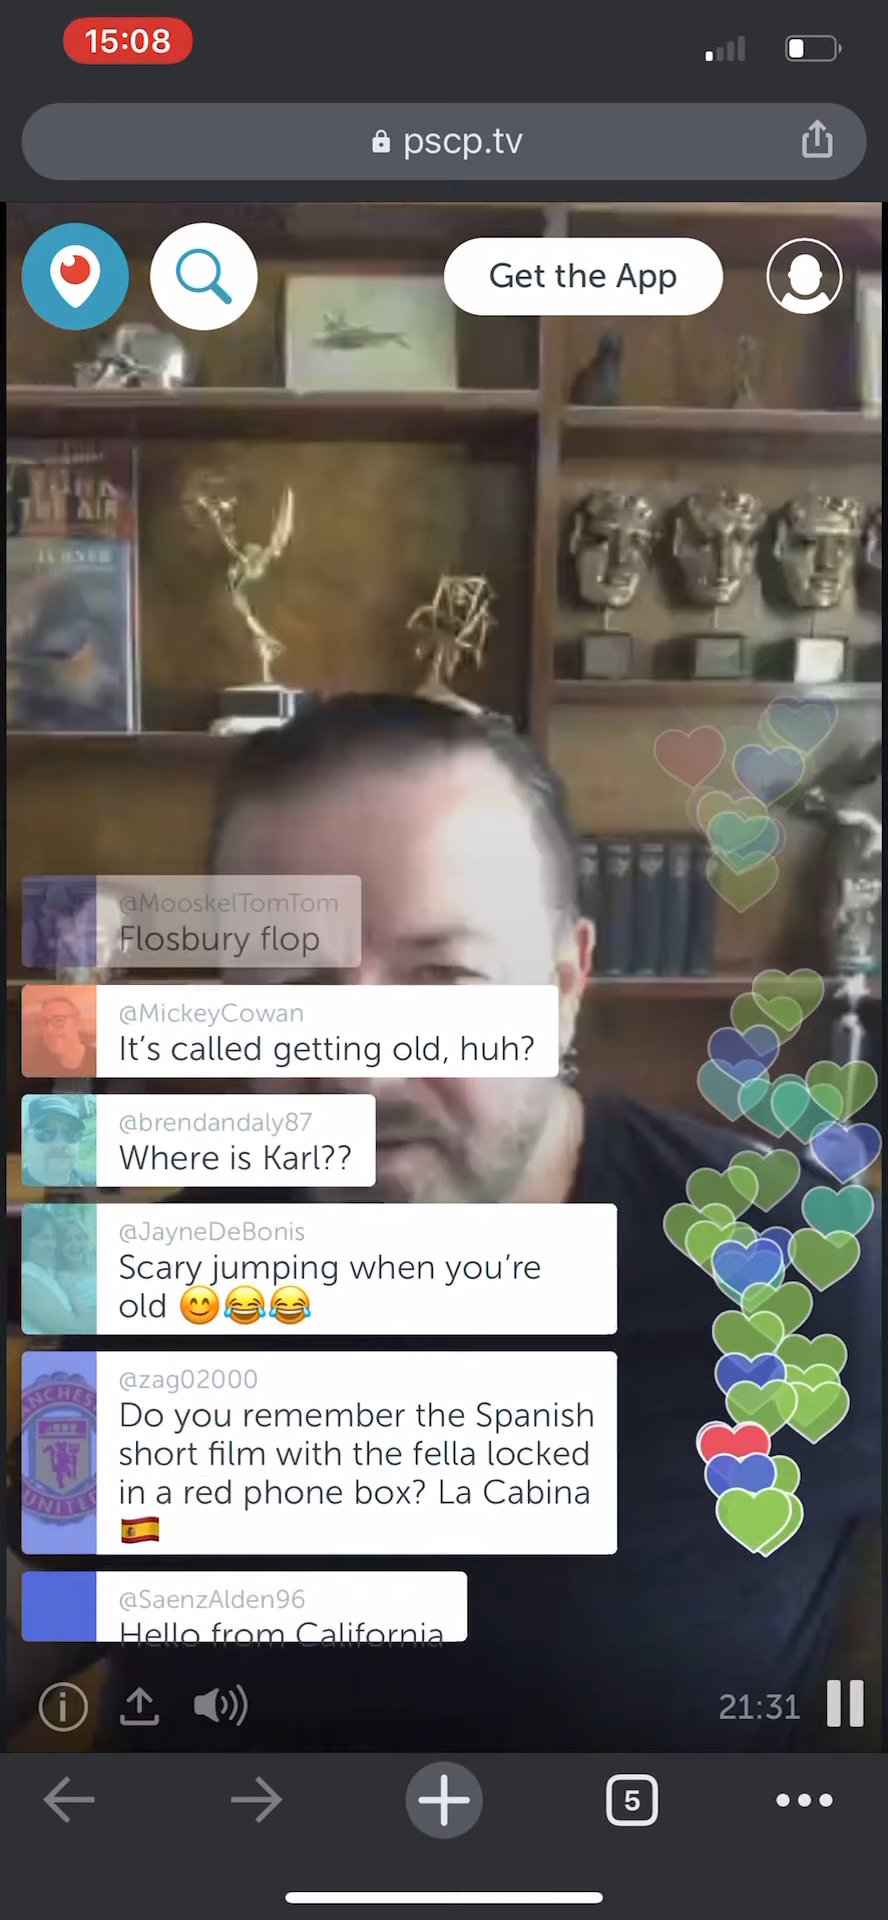 15:08
pscp.tv
Get the App
THE AIR
@MooskelTomTom
Flosbury flop
@MickeyCowan
It's called getting old, huh?
@brendandaly87
Where is Karl??
@JayneDeBonis
Scary jumping when you're
old 😊😂😂
@zag02000
Do you remember the Spanish
short film with the fella locked
in a red phone box? La Cabina
🇪🇸
@SaenzAlden96
Hello from California
21:31
5